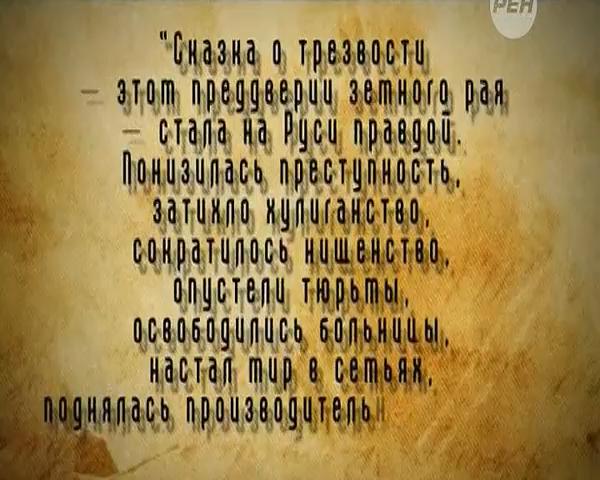 РЕН
"Сказка о трезвости
— этом преддверии земного рая
— стала на Руси правдой.
Понизилась преступность,
затихло хулиганство,
сократилось нищенство,
опустели тюрьмы,
освободились больницы,
настал мир в семьях,
поднялась производительн